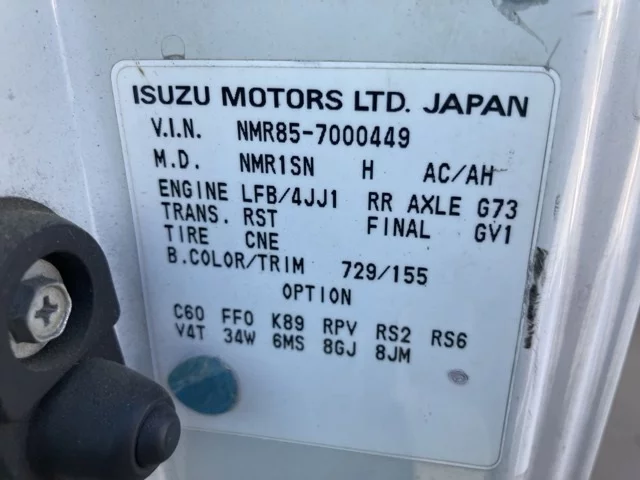 ISUZU MOTORS LTD. JAPAN
V.I.N. NMR85-7000449
M.D. NMR1SN H AC/AH
ENGINE LFB/4JJ1 RR AXLE G73
TRANS. RST FINAL GV1
TIRE CNE
B.COLOR/TRIM 729/155
OPTION
C60 FF0 K89 RPV RS2 RS6
V4T 34W 6MS 8GJ 8JM